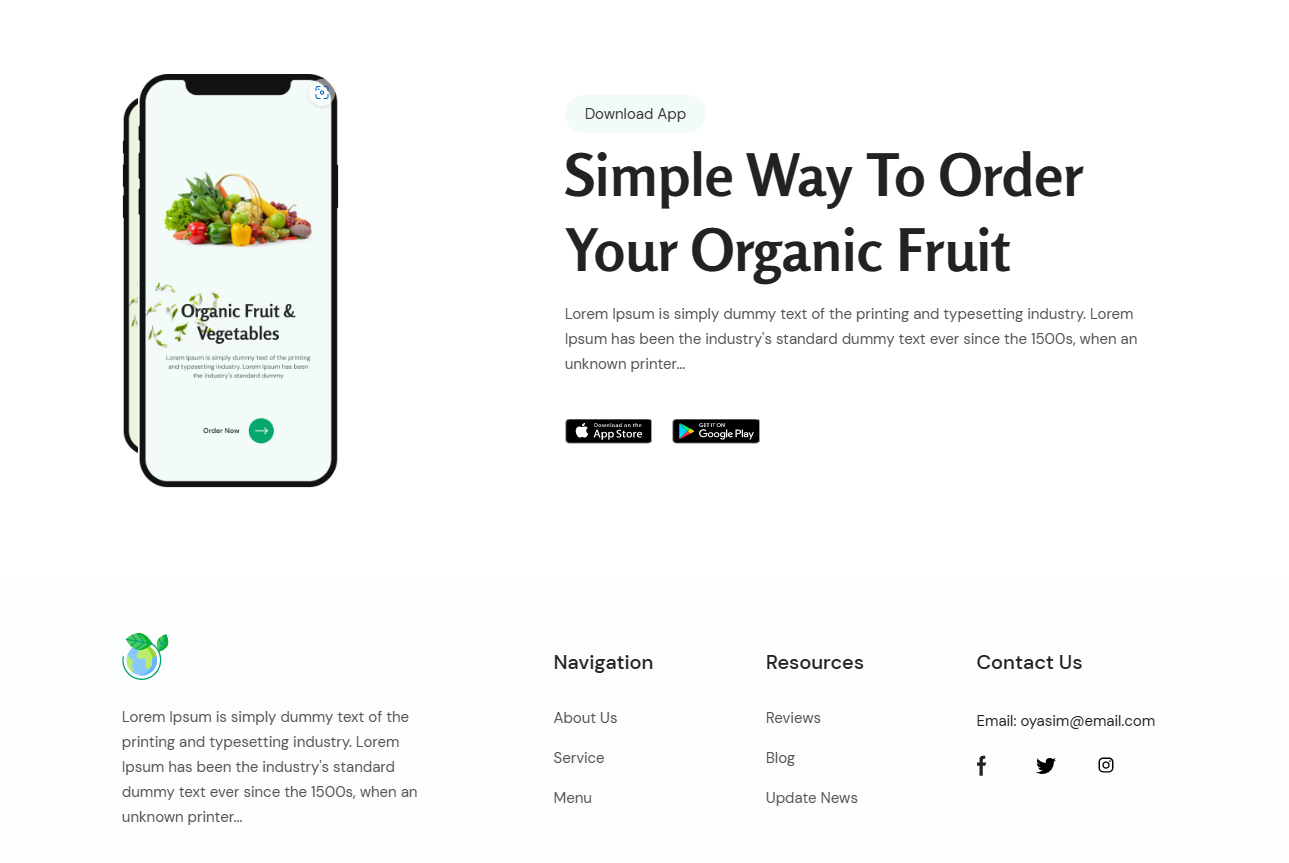 Organic Fruit &
Vegetables
Lorem Ipsum is simply dummy text of the printing
and typesetting industry. Lorem Ipsum has been
the industry's standard dummy
Order Now
Download App
Simple Way To Order
Your Organic Fruit
Lorem Ipsum is simply dummy text of the printing and typesetting industry. Lorem
Ipsum has been the industry's standard dummy text ever since the 1500s, when an
unknown printer...
Download on the
App Store
GET IT ON
Google Play
Lorem Ipsum is simply dummy text of the
printing and typesetting industry. Lorem
Ipsum has been the industry's standard
dummy text ever since the 1500s, when an
unknown printer...
Navigation
About Us
Service
Menu
Resources
Reviews
Blog
Update News
Contact Us
Email: oyasim@email.com